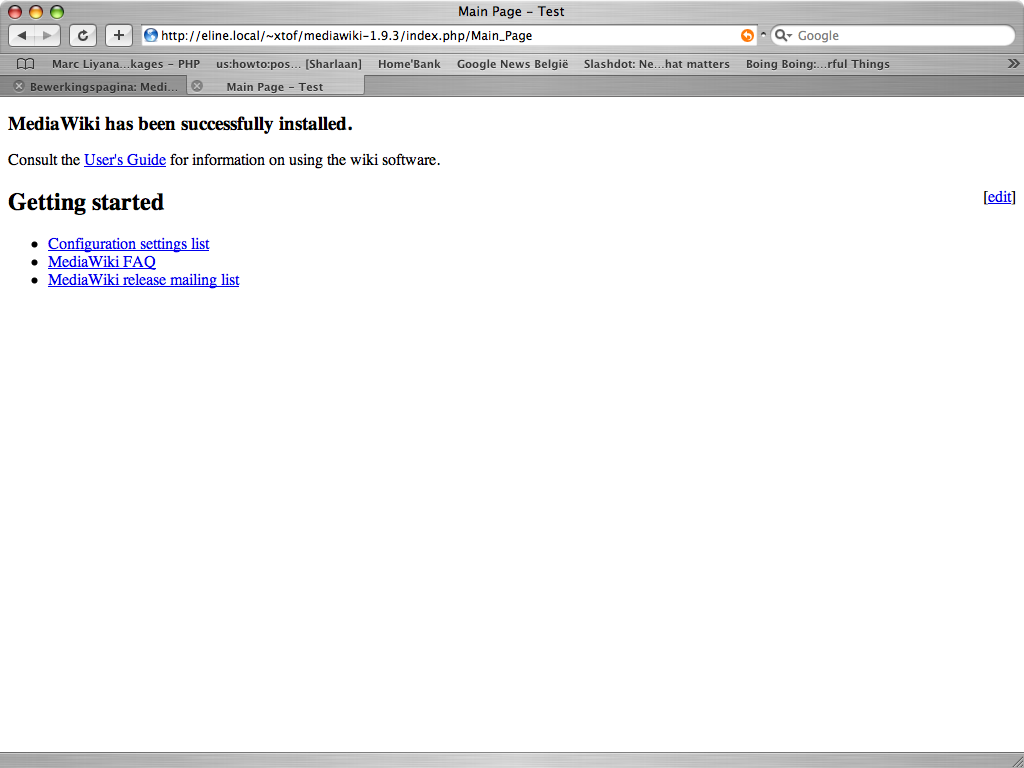 Main Page – Test
http://eline.local/~xtof/mediawiki-1.9.3/index.php/Main_Page
Google
Marc Liyana...kages – PHP us:howto:pos... [Sharlaan] Home'Bank Google News België Slashdot: Ne...hat matters Boing Boing:...rful Things
Bewerkingspagina: Medi... Main Page – Test
MediaWiki has been successfully installed.
Consult the User's Guide for information on using the wiki software.
Getting started
[edit]
Configuration settings list
MediaWiki FAQ
MediaWiki release mailing list